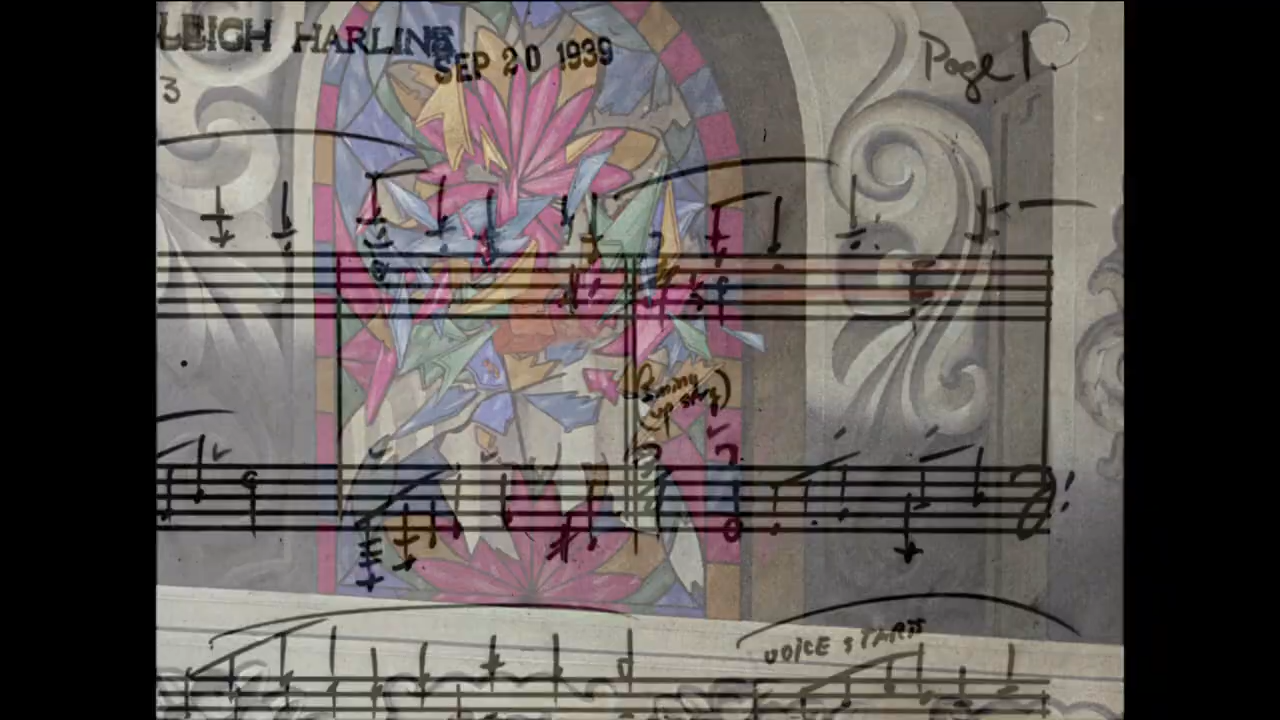 LEIGH HARLINE
SEP 20 1939
Page 1.
3
VOICE STARTS